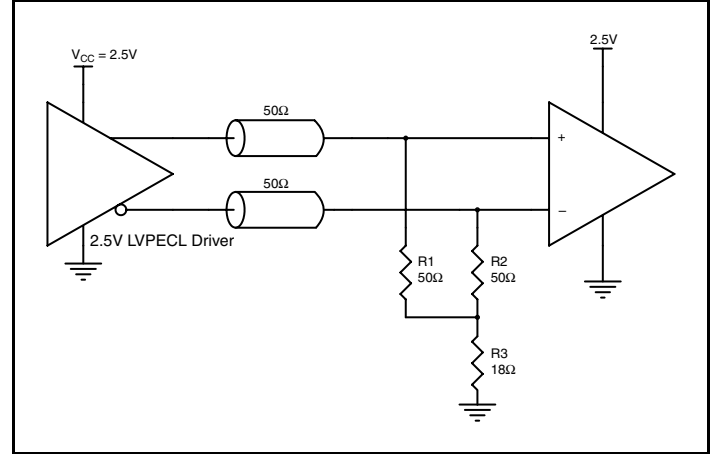 V_CC = 2.5V
2.5V
50Ω
+
50Ω
–
2.5V LVPECL Driver
R1
50Ω
R2
50Ω
R3
18Ω